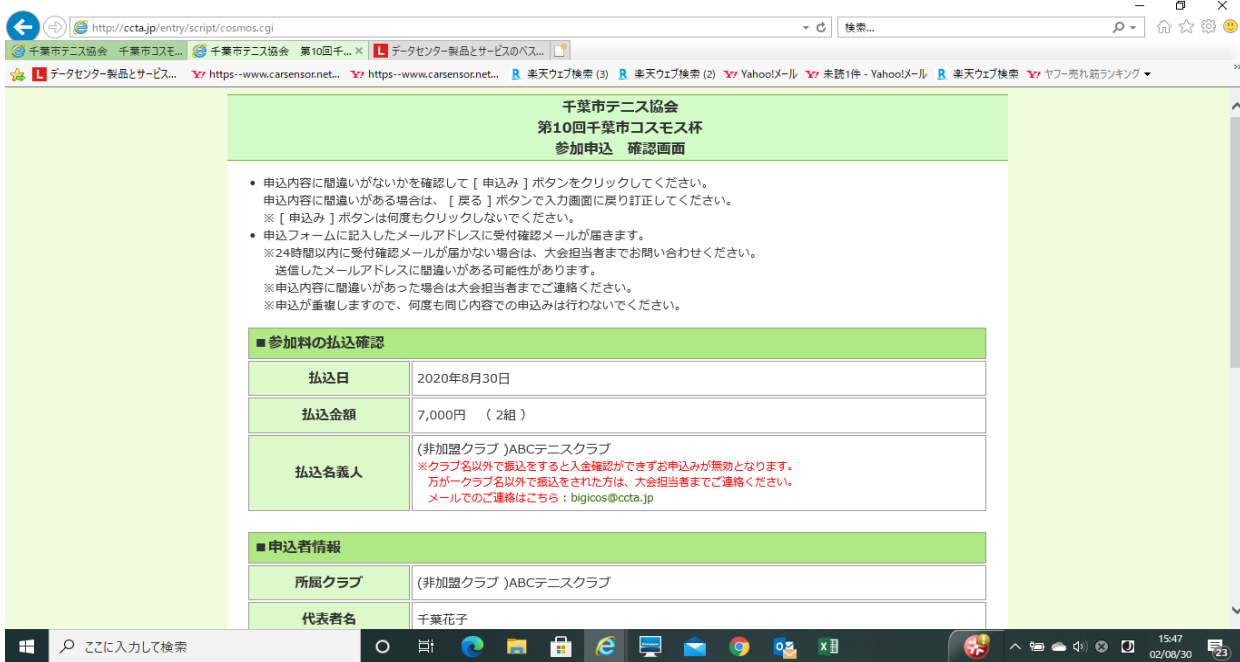 http://ccta.jp/entry/script/cosmos.cgi
検索...
千葉市テニス協会　千葉市コスモ...
千葉市テニス協会　第10回千...
データセンター製品とサービスのベス...
データセンター製品とサービス...
https--www.carsensor.net...
https--www.carsensor.net...
楽天ウェブ検索 (3)
楽天ウェブ検索 (2)
Yahoo!メール
未読1件 - Yahoo!メール
楽天ウェブ検索
ヤフー売れ筋ランキング
千葉市テニス協会
第10回千葉市コスモス杯
参加申込　確認画面
• 申込内容に間違いがないかを確認して [ 申込み ] ボタンをクリックしてください。
申込内容に間違いがある場合は、 [ 戻る ] ボタンで入力画面に戻り訂正してください。
※ [ 申込み ] ボタンは何度もクリックしないでください。
• 申込フォームに記入したメールアドレスに受付確認メールが届きます。
※24時間以内に受付確認メールが届かない場合は、大会担当者までお問い合わせください。
送信したメールアドレスに間違いがある可能性があります。
※申込内容に間違いがあった場合は大会担当者までご連絡ください。
※申込が重複しますので、何度も同じ内容での申込みは行わないでください。
■参加料の払込確認
払込日
2020年8月30日
払込金額
7,000円　（ 2組 ）
払込名義人
(非加盟クラブ )ABCテニスクラブ
※クラブ名以外で振込をすると入金確認ができずお申込みが無効となります。
万が一クラブ名以外で振込をされた方は、大会担当者までご連絡ください。
メールでのご連絡はこちら：bigicos@ccta.jp
■申込者情報
所属クラブ
(非加盟クラブ )ABCテニスクラブ
代表者名
千葉花子
ここに入力して検索
15:47
02/08/30
23